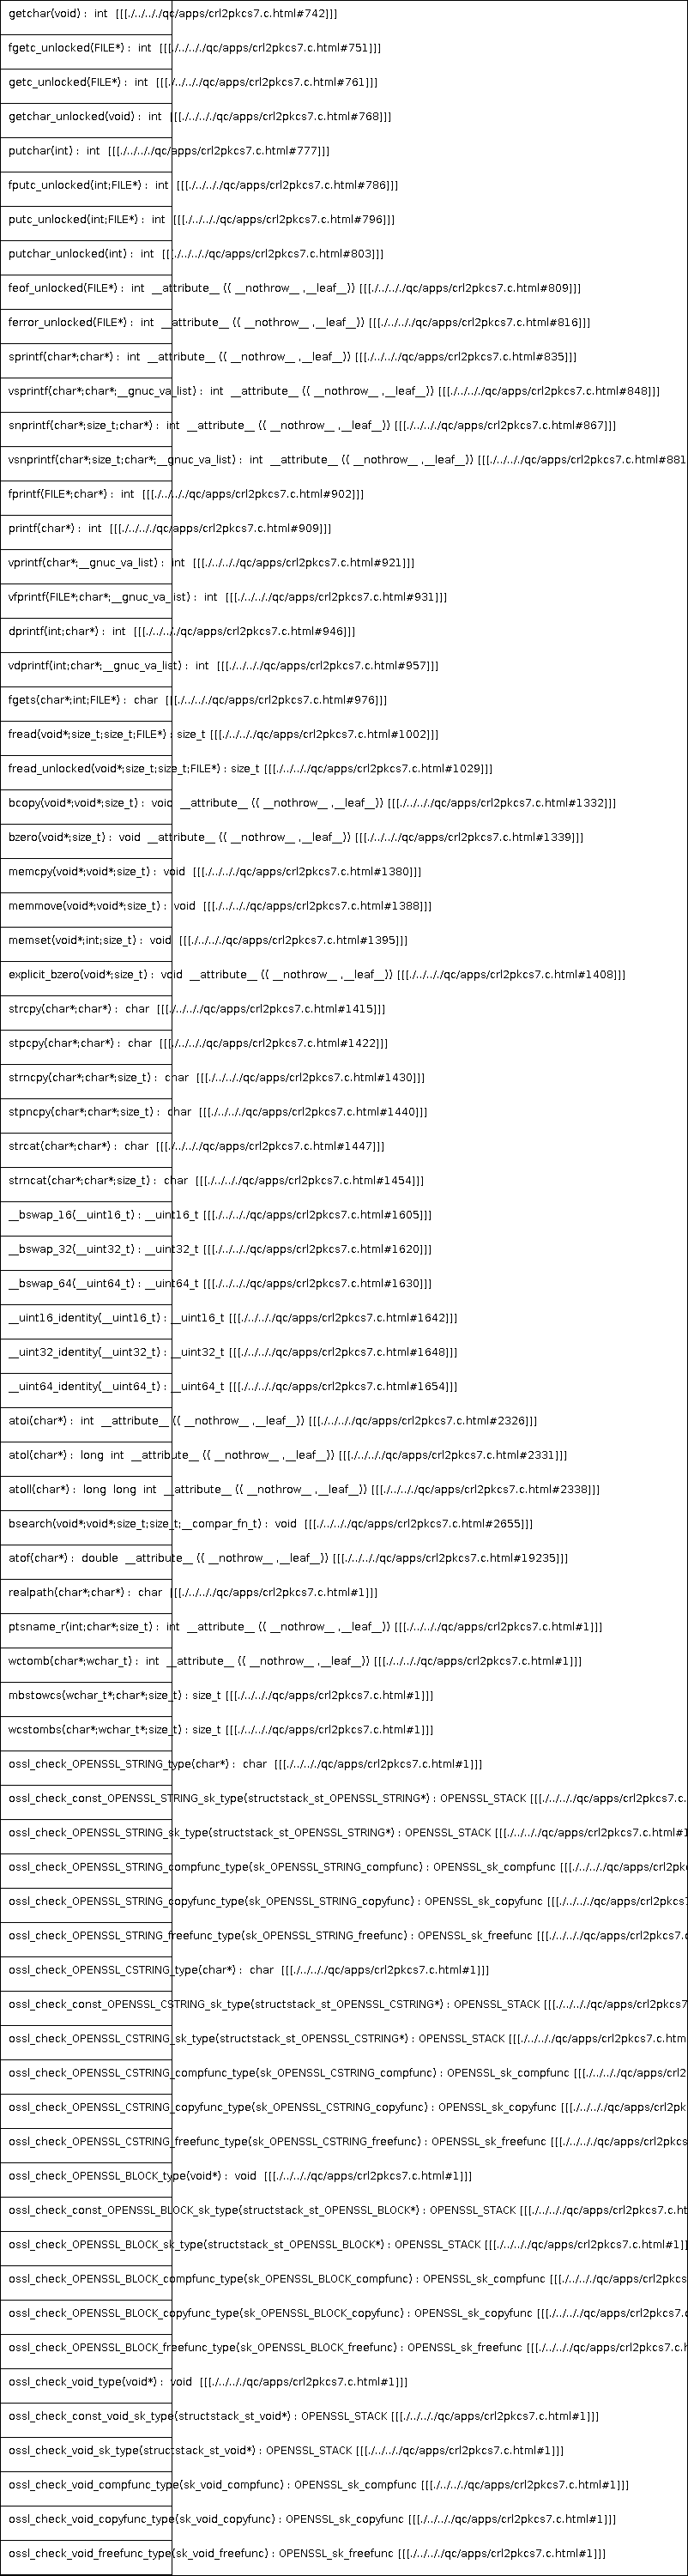 getchar(void) : int [[[./../.././qc/apps/crl2pkcs7.c.html#742]]]
fgetc_unlocked(FILE*) : int [[[./../.././qc/apps/crl2pkcs7.c.html#751]]]
getc_unlocked(FILE*) : int [[[./../.././qc/apps/crl2pkcs7.c.html#761]]]
getchar_unlocked(void) : int [[[./../.././qc/apps/crl2pkcs7.c.html#768]]]
putchar(int) : int [[[./../.././qc/apps/crl2pkcs7.c.html#777]]]
fputc_unlocked(int;FILE*) : int [[[./../.././qc/apps/crl2pkcs7.c.html#786]]]
putc_unlocked(int;FILE*) : int [[[./../.././qc/apps/crl2pkcs7.c.html#796]]]
putchar_unlocked(int) : int [[[./../.././qc/apps/crl2pkcs7.c.html#803]]]
feof_unlocked(FILE*) : int __attribute__ (( __nothrow__ ,__leaf__)) [[[./../.././qc/apps/crl2pkcs7.c.html#809]]]
ferror_unlocked(FILE*) : int __attribute__ (( __nothrow__ ,__leaf__)) [[[./../.././qc/apps/crl2pkcs7.c.html#816]]]
sprintf(char*;char*) : int __attribute__ (( __nothrow__ ,__leaf__)) [[[./../.././qc/apps/crl2pkcs7.c.html#835]]]
vsprintf(char*;char*;__gnuc_va_list) : int __attribute__ (( __nothrow__ ,__leaf__)) [[[./../.././qc/apps/crl2pkcs7.c.html#848]]]
snprintf(char*;size_t;char*) : int __attribute__ (( __nothrow__ ,__leaf__)) [[[./../.././qc/apps/crl2pkcs7.c.html#867]]]
vsnprintf(char*;size_t;char*;__gnuc_va_list) : int __attribute__ (( __nothrow__ ,__leaf__)) [[[./../.././qc/apps/crl2pkcs7.c.html#881
fprintf(FILE*;char*) : int [[[./../.././qc/apps/crl2pkcs7.c.html#902]]]
printf(char*) : int [[[./../.././qc/apps/crl2pkcs7.c.html#909]]]
vprintf(char*;__gnuc_va_list) : int [[[./../.././qc/apps/crl2pkcs7.c.html#921]]]
vfprintf(FILE*;char*;__gnuc_va_list) : int [[[./../.././qc/apps/crl2pkcs7.c.html#931]]]
dprintf(int;char*) : int [[[./../.././qc/apps/crl2pkcs7.c.html#946]]]
vdprintf(int;char*;__gnuc_va_list) : int [[[./../.././qc/apps/crl2pkcs7.c.html#957]]]
fgets(char*;int;FILE*) : char [[[./../.././qc/apps/crl2pkcs7.c.html#976]]]
fread(void*;size_t;size_t;FILE*) : size_t [[[./../.././qc/apps/crl2pkcs7.c.html#1002]]]
fread_unlocked(void*;size_t;size_t;FILE*) : size_t [[[./../.././qc/apps/crl2pkcs7.c.html#1029]]]
bcopy(void*;void*;size_t) : void __attribute__ (( __nothrow__ ,__leaf__)) [[[./../.././qc/apps/crl2pkcs7.c.html#1332]]]
bzero(void*;size_t) : void __attribute__ (( __nothrow__ ,__leaf__)) [[[./../.././qc/apps/crl2pkcs7.c.html#1339]]]
memcpy(void*;void*;size_t) : void [[[./../.././qc/apps/crl2pkcs7.c.html#1380]]]
memmove(void*;void*;size_t) : void [[[./../.././qc/apps/crl2pkcs7.c.html#1388]]]
memset(void*;int;size_t) : void [[[./../.././qc/apps/crl2pkcs7.c.html#1395]]]
explicit_bzero(void*;size_t) : void __attribute__ (( __nothrow__ ,__leaf__)) [[[./../.././qc/apps/crl2pkcs7.c.html#1408]]]
strcpy(char*;char*) : char [[[./../.././qc/apps/crl2pkcs7.c.html#1415]]]
stpcpy(char*;char*) : char [[[./../.././qc/apps/crl2pkcs7.c.html#1422]]]
strncpy(char*;char*;size_t) : char [[[./../.././qc/apps/crl2pkcs7.c.html#1430]]]
stpncpy(char*;char*;size_t) : char [[[./../.././qc/apps/crl2pkcs7.c.html#1440]]]
strcat(char*;char*) : char [[[./../.././qc/apps/crl2pkcs7.c.html#1447]]]
strncat(char*;char*;size_t) : char [[[./../.././qc/apps/crl2pkcs7.c.html#1454]]]
__bswap_16(__uint16_t) : __uint16_t [[[./../.././qc/apps/crl2pkcs7.c.html#1605]]]
__bswap_32(__uint32_t) : __uint32_t [[[./../.././qc/apps/crl2pkcs7.c.html#1620]]]
__bswap_64(__uint64_t) : __uint64_t [[[./../.././qc/apps/crl2pkcs7.c.html#1630]]]
__uint16_identity(__uint16_t) : __uint16_t [[[./../.././qc/apps/crl2pkcs7.c.html#1642]]]
__uint32_identity(__uint32_t) : __uint32_t [[[./../.././qc/apps/crl2pkcs7.c.html#1648]]]
__uint64_identity(__uint64_t) : __uint64_t [[[./../.././qc/apps/crl2pkcs7.c.html#1654]]]
atoi(char*) : int __attribute__ (( __nothrow__ ,__leaf__)) [[[./../.././qc/apps/crl2pkcs7.c.html#2326]]]
atol(char*) : long int __attribute__ (( __nothrow__ ,__leaf__)) [[[./../.././qc/apps/crl2pkcs7.c.html#2331]]]
atoll(char*) : long long int __attribute__ (( __nothrow__ ,__leaf__)) [[[./../.././qc/apps/crl2pkcs7.c.html#2338]]]
bsearch(void*;void*;size_t;size_t;__compar_fn_t) : void [[[./../.././qc/apps/crl2pkcs7.c.html#2655]]]
atof(char*) : double __attribute__ (( __nothrow__ ,__leaf__)) [[[./../.././qc/apps/crl2pkcs7.c.html#19235]]]
realpath(char*;char*) : char [[[./../.././qc/apps/crl2pkcs7.c.html#1]]]
ptsname_r(int;char*;size_t) : int __attribute__ (( __nothrow__ ,__leaf__)) [[[./../.././qc/apps/crl2pkcs7.c.html#1]]]
wctomb(char*;wchar_t) : int __attribute__ (( __nothrow__ ,__leaf__)) [[[./../.././qc/apps/crl2pkcs7.c.html#1]]]
mbstowcs(wchar_t*;char*;size_t) : size_t [[[./../.././qc/apps/crl2pkcs7.c.html#1]]]
wcstombs(char*;wchar_t*;size_t) : size_t [[[./../.././qc/apps/crl2pkcs7.c.html#1]]]
ossl_check_OPENSSL_STRING_type(char*) : char [[[./../.././qc/apps/crl2pkcs7.c.html#1]]]
ossl_check_const_OPENSSL_STRING_sk_type(structstack_st_OPENSSL_STRING*) : OPENSSL_STACK [[[./../.././qc/apps/crl2pkcs7.c.
ossl_check_OPENSSL_STRING_sk_type(structstack_st_OPENSSL_STRING*) : OPENSSL_STACK [[[./../.././qc/apps/crl2pkcs7.c.html#1
ossl_check_OPENSSL_STRING_compfunc_type(sk_OPENSSL_STRING_compfunc) : OPENSSL_sk_compfunc [[[./../.././qc/apps/crl2pk
ossl_check_OPENSSL_STRING_copyfunc_type(sk_OPENSSL_STRING_copyfunc) : OPENSSL_sk_copyfunc [[[./../.././qc/apps/crl2pkcs7
ossl_check_OPENSSL_STRING_freefunc_type(sk_OPENSSL_STRING_freefunc) : OPENSSL_sk_freefunc [[[./../.././qc/apps/crl2pkcs7.c
ossl_check_OPENSSL_CSTRING_type(char*) : char [[[./../.././qc/apps/crl2pkcs7.c.html#1]]]
ossl_check_const_OPENSSL_CSTRING_sk_type(structstack_st_OPENSSL_CSTRING*) : OPENSSL_STACK [[[./../.././qc/apps/crl2pkcs7
ossl_check_OPENSSL_CSTRING_sk_type(structstack_st_OPENSSL_CSTRING*) : OPENSSL_STACK [[[./../.././qc/apps/crl2pkcs7.c.htm
ossl_check_OPENSSL_CSTRING_compfunc_type(sk_OPENSSL_CSTRING_compfunc) : OPENSSL_sk_compfunc [[[./../.././qc/apps/crl2
ossl_check_OPENSSL_CSTRING_copyfunc_type(sk_OPENSSL_CSTRING_copyfunc) : OPENSSL_sk_copyfunc [[[./../.././qc/apps/crl2pk
ossl_check_OPENSSL_CSTRING_freefunc_type(sk_OPENSSL_CSTRING_freefunc) : OPENSSL_sk_freefunc [[[./../.././qc/apps/crl2pkcs
ossl_check_OPENSSL_BLOCK_type(void*) : void [[[./../.././qc/apps/crl2pkcs7.c.html#1]]]
ossl_check_const_OPENSSL_BLOCK_sk_type(structstack_st_OPENSSL_BLOCK*) : OPENSSL_STACK [[[./../.././qc/apps/crl2pkcs7.c.ht
ossl_check_OPENSSL_BLOCK_sk_type(structstack_st_OPENSSL_BLOCK*) : OPENSSL_STACK [[[./../.././qc/apps/crl2pkcs7.c.html#1]]
ossl_check_OPENSSL_BLOCK_compfunc_type(sk_OPENSSL_BLOCK_compfunc) : OPENSSL_sk_compfunc [[[./../.././qc/apps/crl2pkcs
ossl_check_OPENSSL_BLOCK_copyfunc_type(sk_OPENSSL_BLOCK_copyfunc) : OPENSSL_sk_copyfunc [[[./../.././qc/apps/crl2pkcs7.c
ossl_check_OPENSSL_BLOCK_freefunc_type(sk_OPENSSL_BLOCK_freefunc) : OPENSSL_sk_freefunc [[[./../.././qc/apps/crl2pkcs7.c.h
ossl_check_void_type(void*) : void [[[./../.././qc/apps/crl2pkcs7.c.html#1]]]
ossl_check_const_void_sk_type(structstack_st_void*) : OPENSSL_STACK [[[./../.././qc/apps/crl2pkcs7.c.html#1]]]
ossl_check_void_sk_type(structstack_st_void*) : OPENSSL_STACK [[[./../.././qc/apps/crl2pkcs7.c.html#1]]]
ossl_check_void_compfunc_type(sk_void_compfunc) : OPENSSL_sk_compfunc [[[./../.././qc/apps/crl2pkcs7.c.html#1]]]
ossl_check_void_copyfunc_type(sk_void_copyfunc) : OPENSSL_sk_copyfunc [[[./../.././qc/apps/crl2pkcs7.c.html#1]]]
ossl_check_void_freefunc_type(sk_void_freefunc) : OPENSSL_sk_freefunc [[[./../.././qc/apps/crl2pkcs7.c.html#1]]]